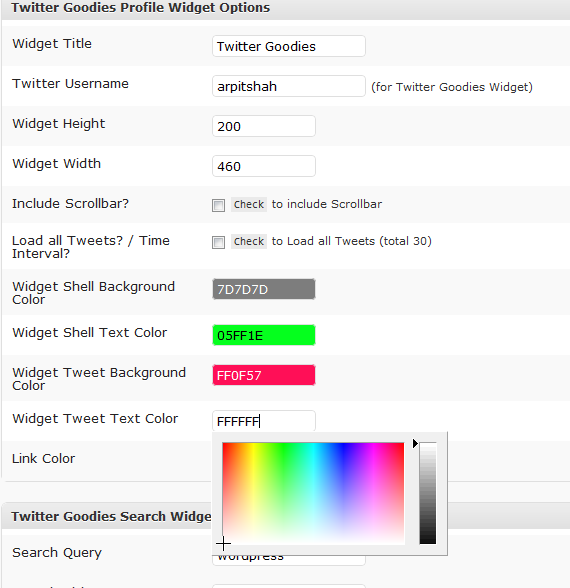 Twitter Goodies Profile Widget Options
Widget Title Twitter Goodies
Twitter Username arpitshah (for Twitter Goodies Widget)
Widget Height 200
Widget Width 460
Include Scrollbar? Check to include Scrollbar
Load all Tweets? / Time Check to Load all Tweets (total 30)
Interval?
Widget Shell Background 7D7D7D
Color
Widget Shell Text Color 05FF1E
Widget Tweet Background FF0F57
Color
Widget Tweet Text Color FFFFFF
Link Color
Twitter Goodies Search Widge
Search Query wordpress